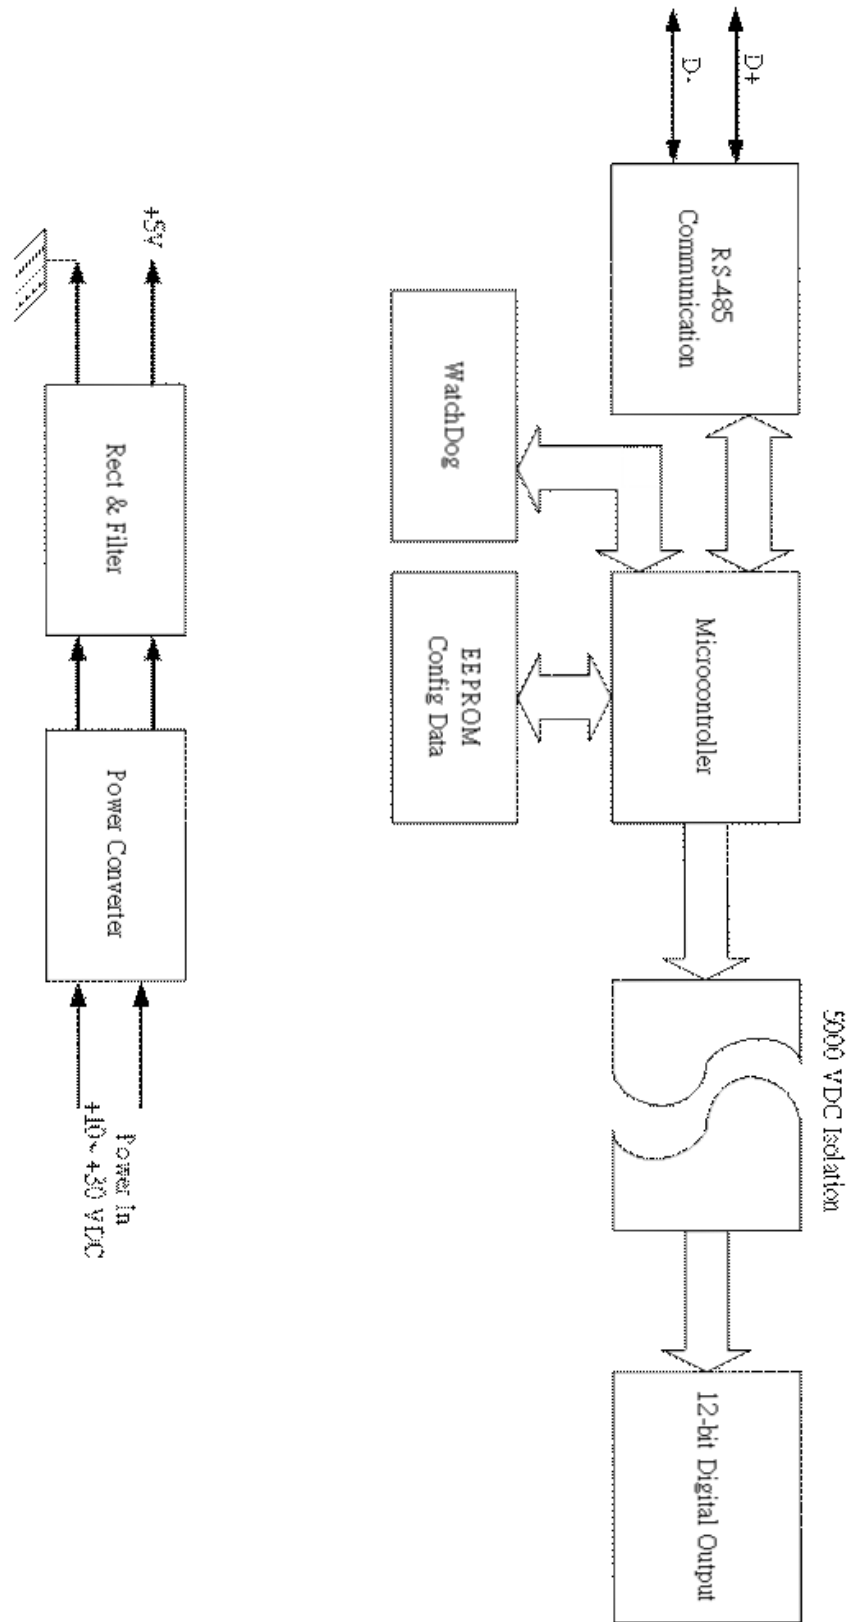 D+
D-
RS-485
Communication
Microcontroller
5000 VDC Isolation
12-bit Digital Output
WatchDog
EEPROM
Config Data
+5V
Rect & Filter
Power Converter
Power in
+10~ +30 VDC